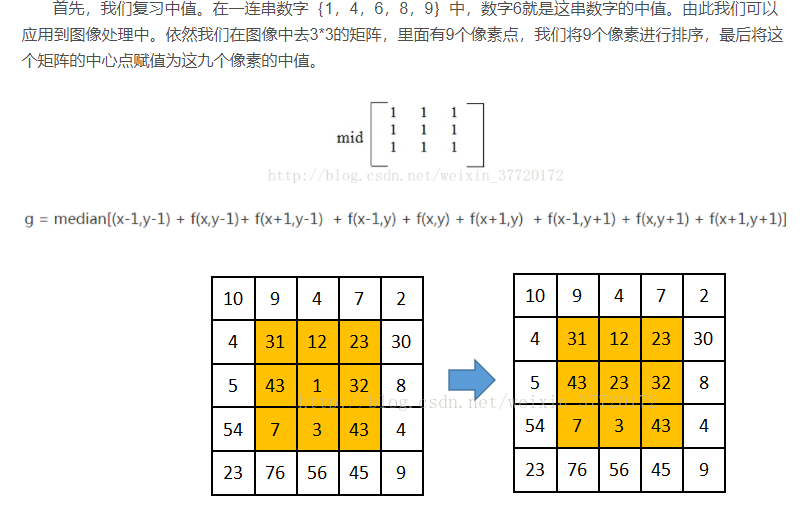 首先，我们复习中值。在一连串数字｛1，4，6，8，9｝中，数字6就是这串数字的中值。由此我们可以
应用到图像处理中。依然我们在图像中去3*3的矩阵，里面有9个像素点，我们将9个像素进行排序，最后将这
个矩阵的中心点赋值为这九个像素的中值。
mid
1 1 1
1 1 1
1 1 1
http://blog.csdn.net/weixin_37720172
g = median[(x-1,y-1) + f(x,y-1)+ f(x+1,y-1) + f(x-1,y) + f(x,y) + f(x+1,y) + f(x-1,y+1) + f(x,y+1) + f(x+1,y+1)]
10 9 4 7 2
4 31 12 23 30
5 43 1 32 8
54 7 3 43 4
23 76 56 45 9
10 9 4 7 2
4 31 12 23 30
5 43 23 32 8
54 7 3 43 4
23 76 56 45 9
http://blog.csdn.net/weixin_37720172